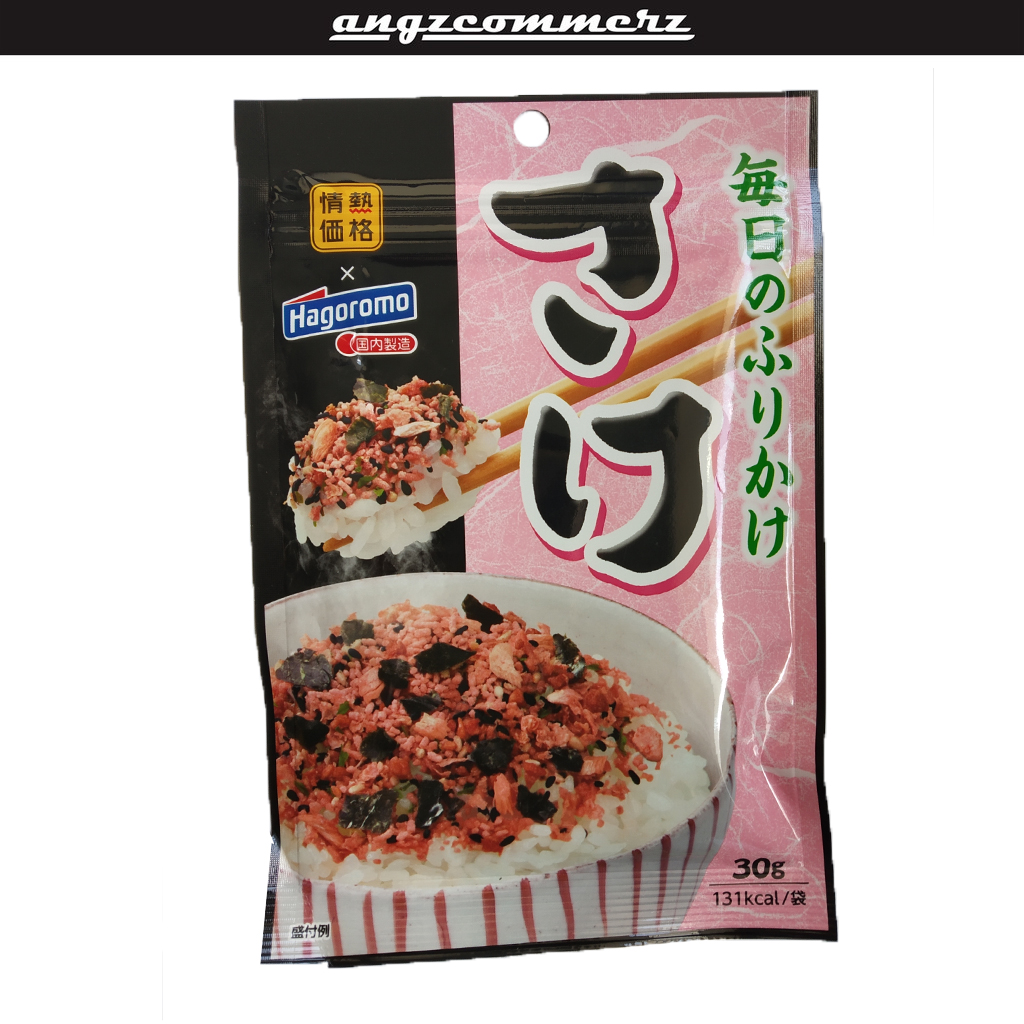 angzcommerz
情熱
価格
×
Hagoromo
国内製造
さけ
毎日のふりかけ
30g
131kcal/袋
盛付例